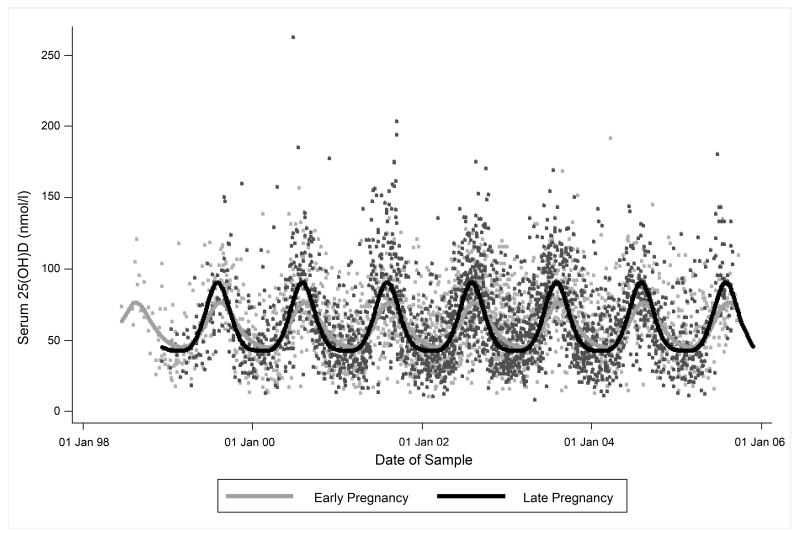 250
200
150
100
50
0
Serum 25(OH)D (nmol/l)
01 Jan 98 01 Jan 00 01 Jan 02 01 Jan 04 01 Jan 06
Date of Sample
Early Pregnancy Late Pregnancy